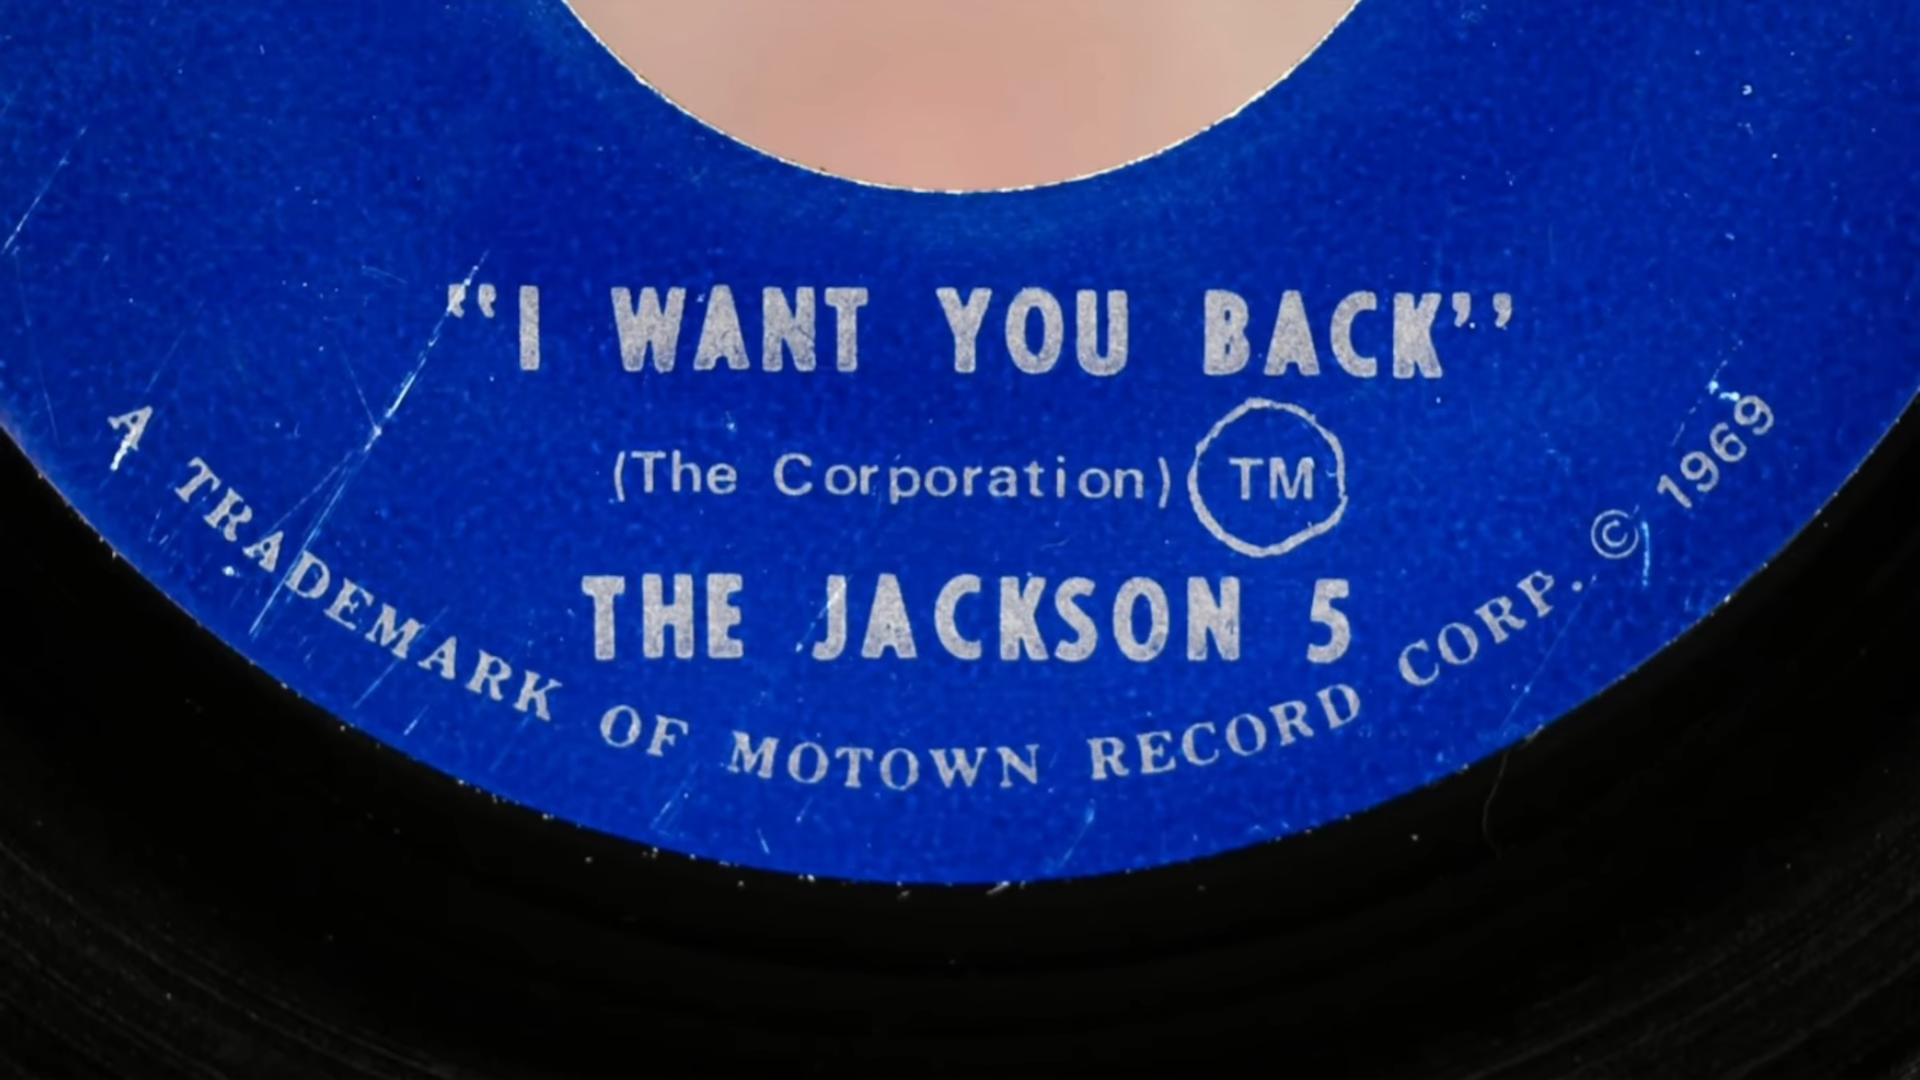 “I WANT YOU BACK”
(The Corporation) TM
THE JACKSON 5
A TRADEMARK OF MOTOWN RECORD CORP. © 1969